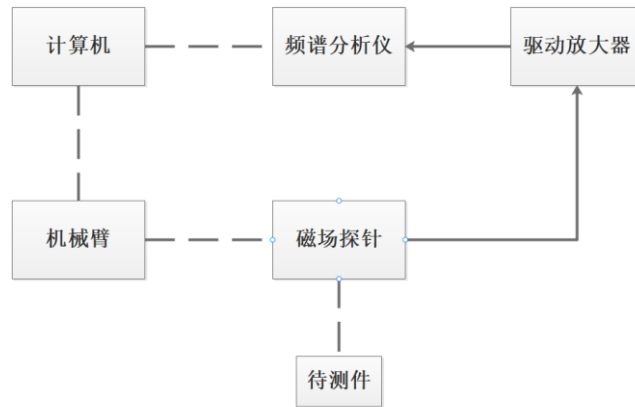 计算机
频谱分析仪
驱动放大器
机械臂
磁场探针
待测件